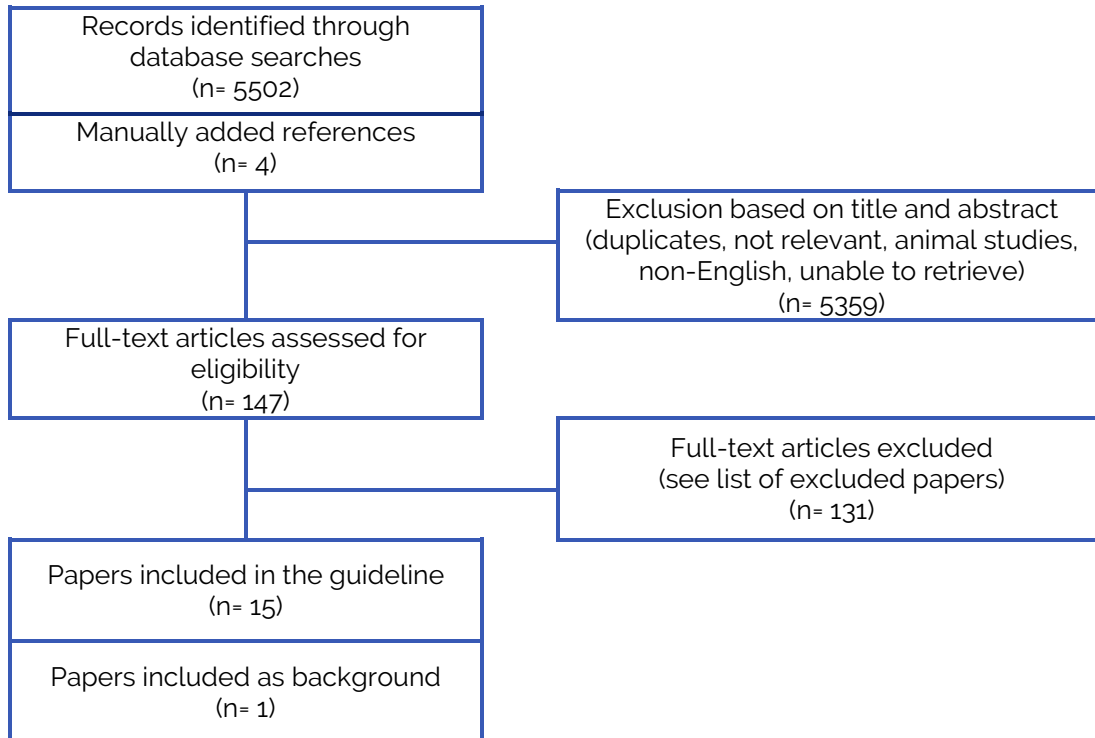 Records identified through
database searches
(n= 5502)
Manually added references
(n= 4)
Exclusion based on title and abstract
(duplicates, not relevant, animal studies,
non-English, unable to retrieve)
(n= 5359)
Full-text articles assessed for
eligibility
(n= 147)
Full-text articles excluded
(see list of excluded papers)
(n= 131)
Papers included in the guideline
(n= 15)
Papers included as background
(n= 1)